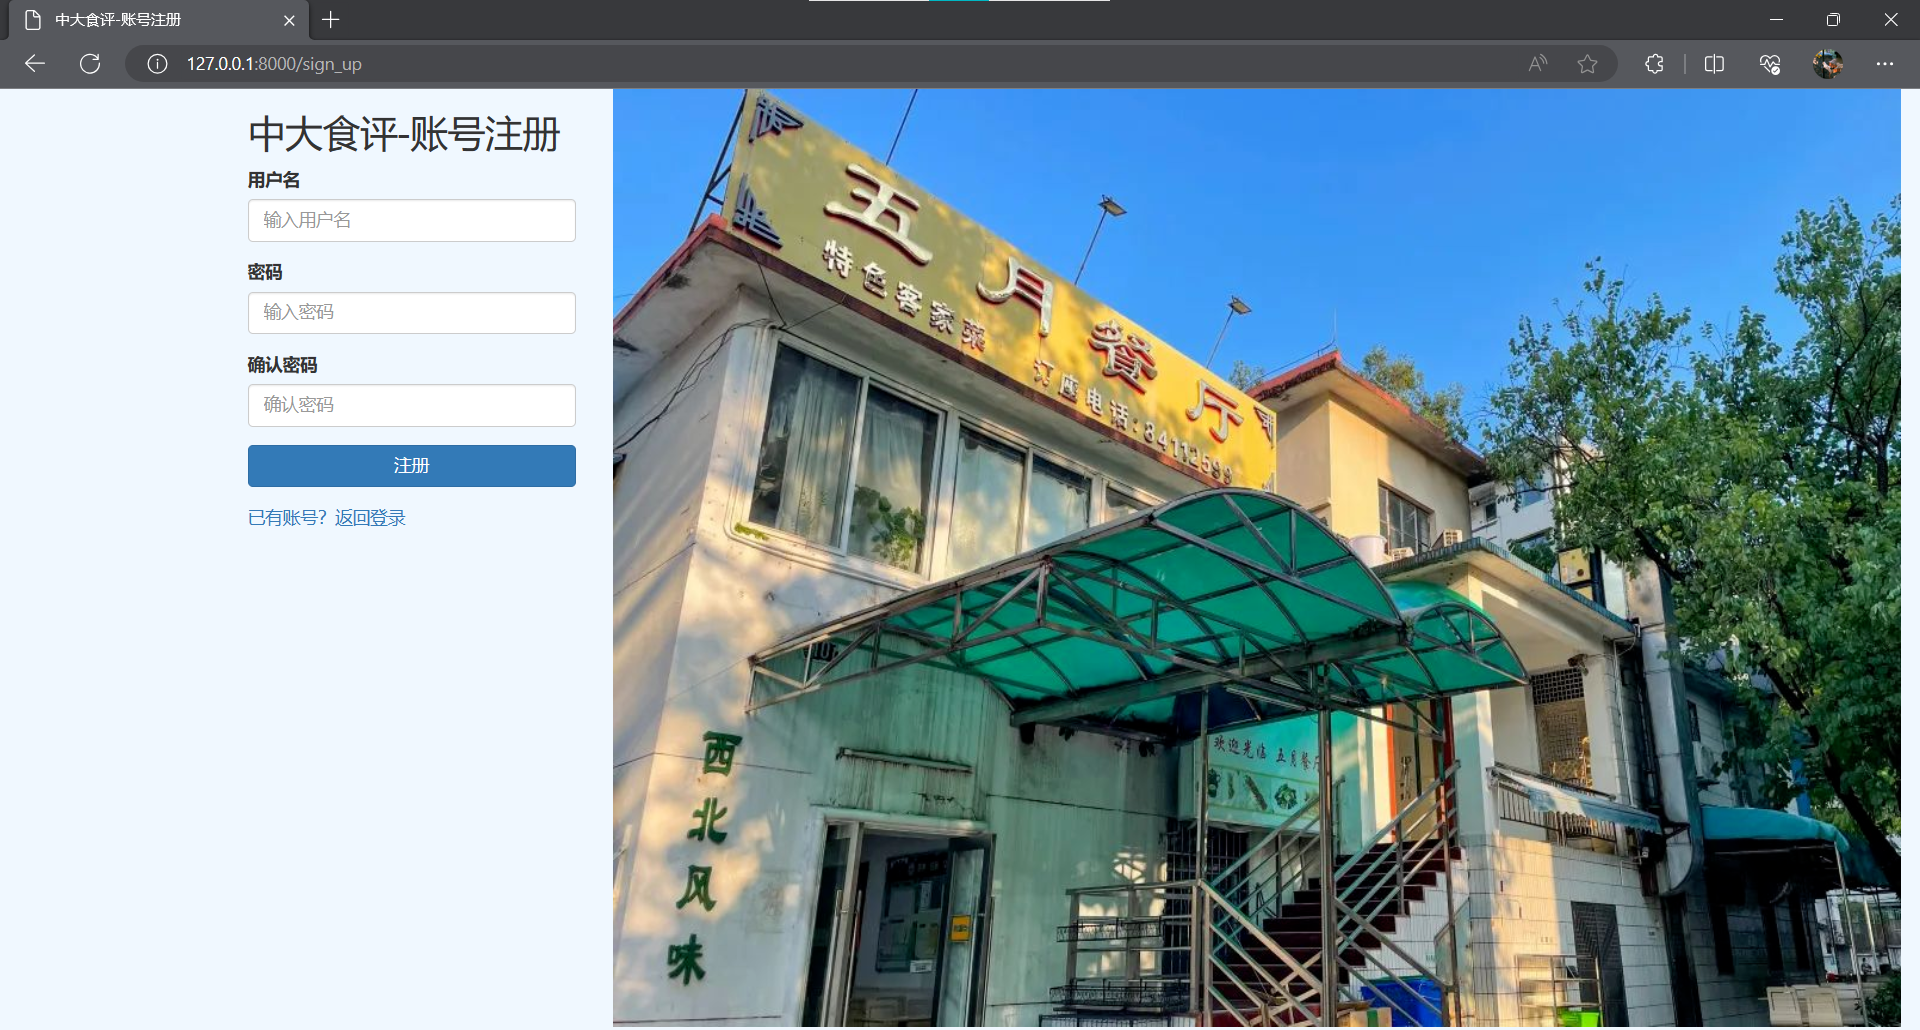 中大食评-账号注册
127.0.0.1:8000/sign_up
中大食评-账号注册
用户名
输入用户名
密码
输入密码
确认密码
确认密码
注册
已有账号？返回登录
五月餐厅
特色客家菜 订座电话:84112599
107
欢迎光临 五月餐厅
西北风味